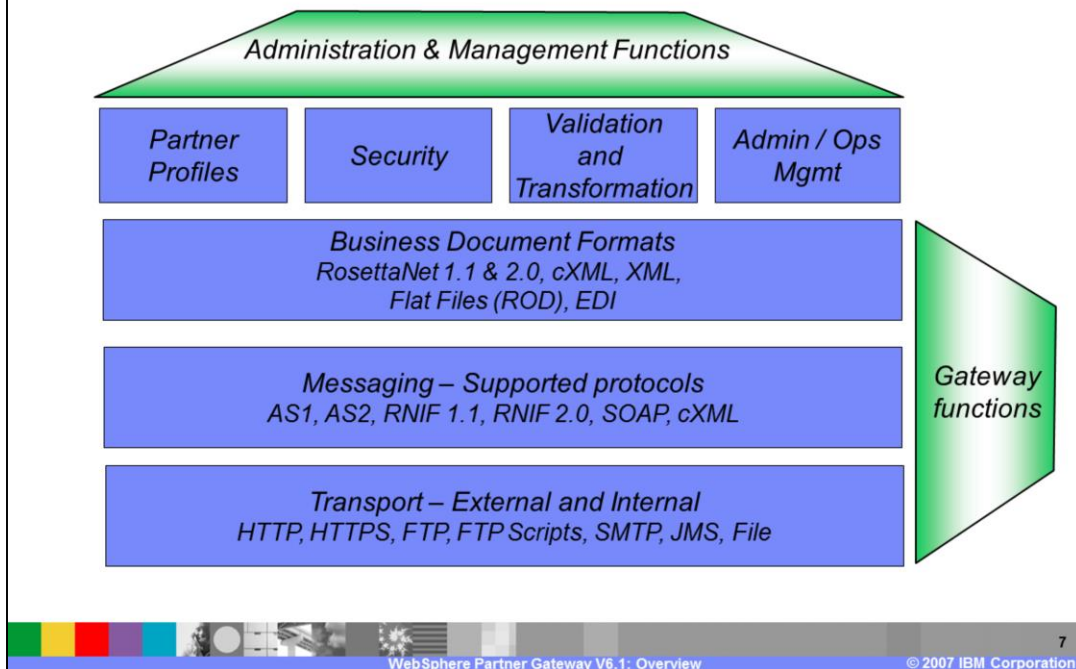 Administration & Management Functions
Partner
Profiles
Security
Validation
and
Transformation
Admin / Ops
Mgmt
Business Document Formats
RosettaNet 1.1 & 2.0, cXML, XML,
Flat Files (ROD), EDI
Messaging – Supported protocols
AS1, AS2, RNIF 1.1, RNIF 2.0, SOAP, cXML
Transport – External and Internal
HTTP, HTTPS, FTP, FTP Scripts, SMTP, JMS, File
Gateway
functions
7
WebSphere Partner Gateway V6.1: Overview
© 2007 IBM Corporation